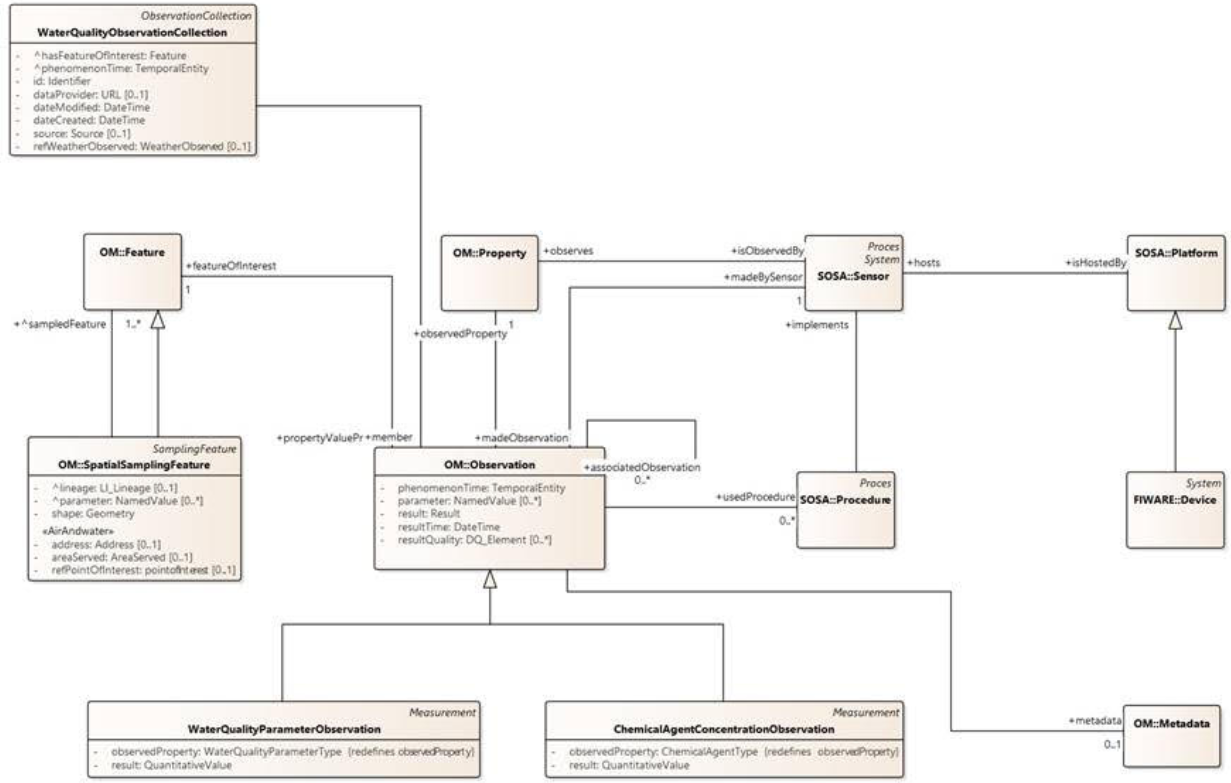 ObservationCollection
WaterQualityObservationCollection
- ^hasFeatureOfInterest: Feature
- ^phenomenonTime: TemporalEntity
- id: Identifier
- dataProvider: URL [0..1]
- dateModified: DateTime
- dateCreated: DateTime
- source: Source [0..1]
- refWeatherObserved: WeatherObserved [0..1]
OM::Feature
+featureOfInterest
1
+^sampledFeature
1..*
OM::Property
+observes
+isObservedBy
+madeBySensor
1
Proces
System
SOSA::Sensor
+hosts
+isHostedBy
SOSA::Platform
1
+observedProperty
+implements
SamplingFeature
OM::SpatialSamplingFeature
- ^lineage: LI_Lineage [0..1]
- ^parameter: NamedValue [0..*]
- shape: Geometry
«AirAndwater»
- address: Address [0..1]
- areaServed: AreaServed [0..1]
- refPointOfInterest: pointofInterest [0..1]
+propertyValuePr
+member
+madeObservation
OM::Observation
- phenomenonTime: TemporalEntity
- parameter: NamedValue [0..*]
- result: Result
- resultTime: DateTime
- resultQuality: DQ_Element [0..*]
+associatedObservation
0..*
+usedProcedure
0..*
Proces
SOSA::Procedure
System
FIWARE::Device
Measurement
WaterQualityParameterObservation
- observedProperty: WaterQualityParameterType {redefines observedProperty}
- result: QuantitativeValue
Measurement
ChemicalAgentConcentrationObservation
- observedProperty: ChemicalAgentType {redefines observedProperty}
- result: QuantitativeValue
+metadata
0..1
OM::Metadata